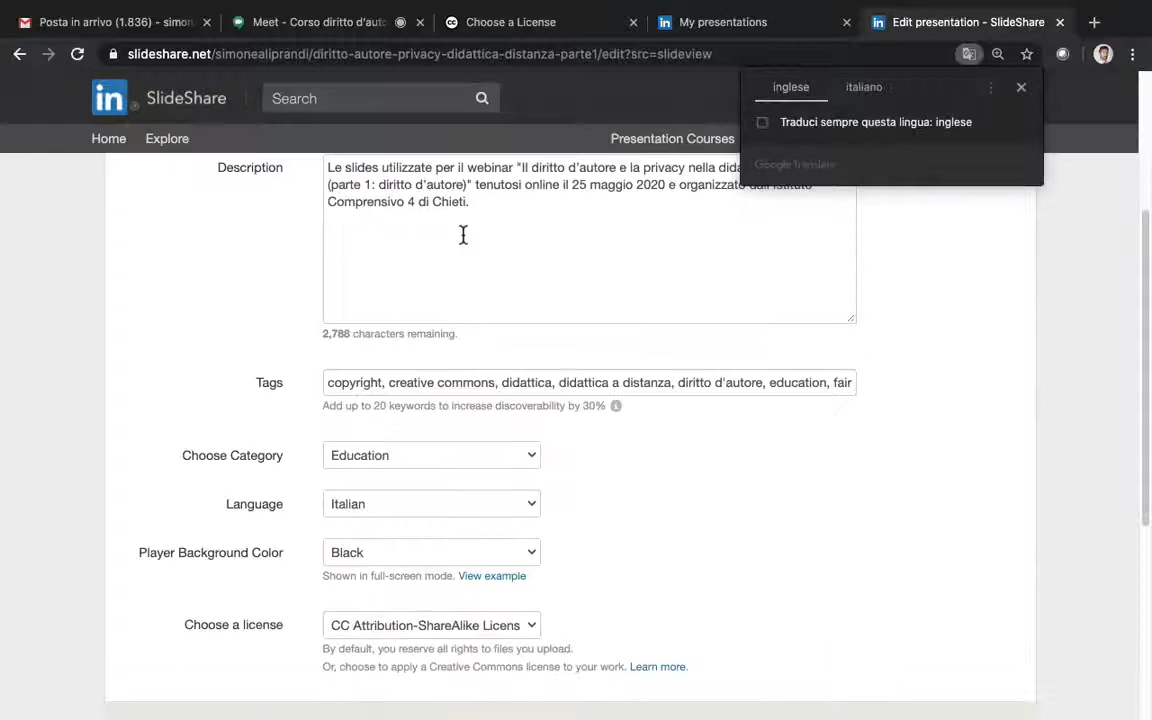 Posta in arrivo (1.836) - simon
Meet - Corso diritto d'auto
Choose a License
My presentations
Edit presentation - SlideShare
slideshare.net/simonealiprandi/diritto-autore-privacy-didattica-distanza-parte1/edit?src=slideview
in SlideShare
Search
inglese
italiano
Traduci sempre questa lingua: inglese
Google Translate
Home
Explore
Presentation Courses
Description
Le slides utilizzate per il webinar "Il diritto d'autore e la privacy nella
(parte 1: diritto d'autore)" tenutosi online il 25 maggio 2020 e organizzato dall'Istituto
Comprensivo 4 di Chieti.
2,788 characters remaining.
Tags
copyright, creative commons, didattica, didattica a distanza, diritto d'autore, education, fair
Add up to 20 keywords to increase discoverability by 30%
Choose Category
Education
Language
Italian
Player Background Color
Black
Shown in full-screen mode. View example
Choose a license
CC Attribution-ShareAlike Licens
By default, you reserve all rights to files you upload.
Or, choose to apply a Creative Commons license to your work. Learn more.